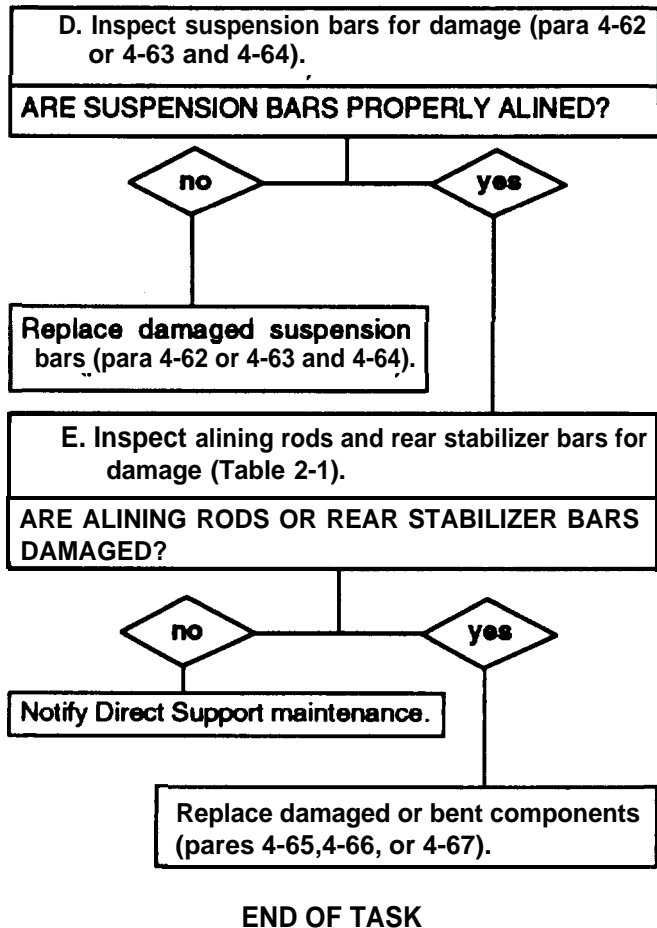 D. Inspect suspension bars for damage (para 4-62
or 4-63 and 4-64).
ARE SUSPENSION BARS PROPERLY ALINED?
no
yes
Replace damaged suspension
bars (para 4-62 or 4-63 and 4-64).
E. Inspect alining rods and rear stabilizer bars for
damage (Table 2-1).
ARE ALINING RODS OR REAR STABILIZER BARS
DAMAGED?
no
yes
Notify Direct Support maintenance.
Replace damaged or bent components
(pares 4-65,4-66, or 4-67).
END OF TASK